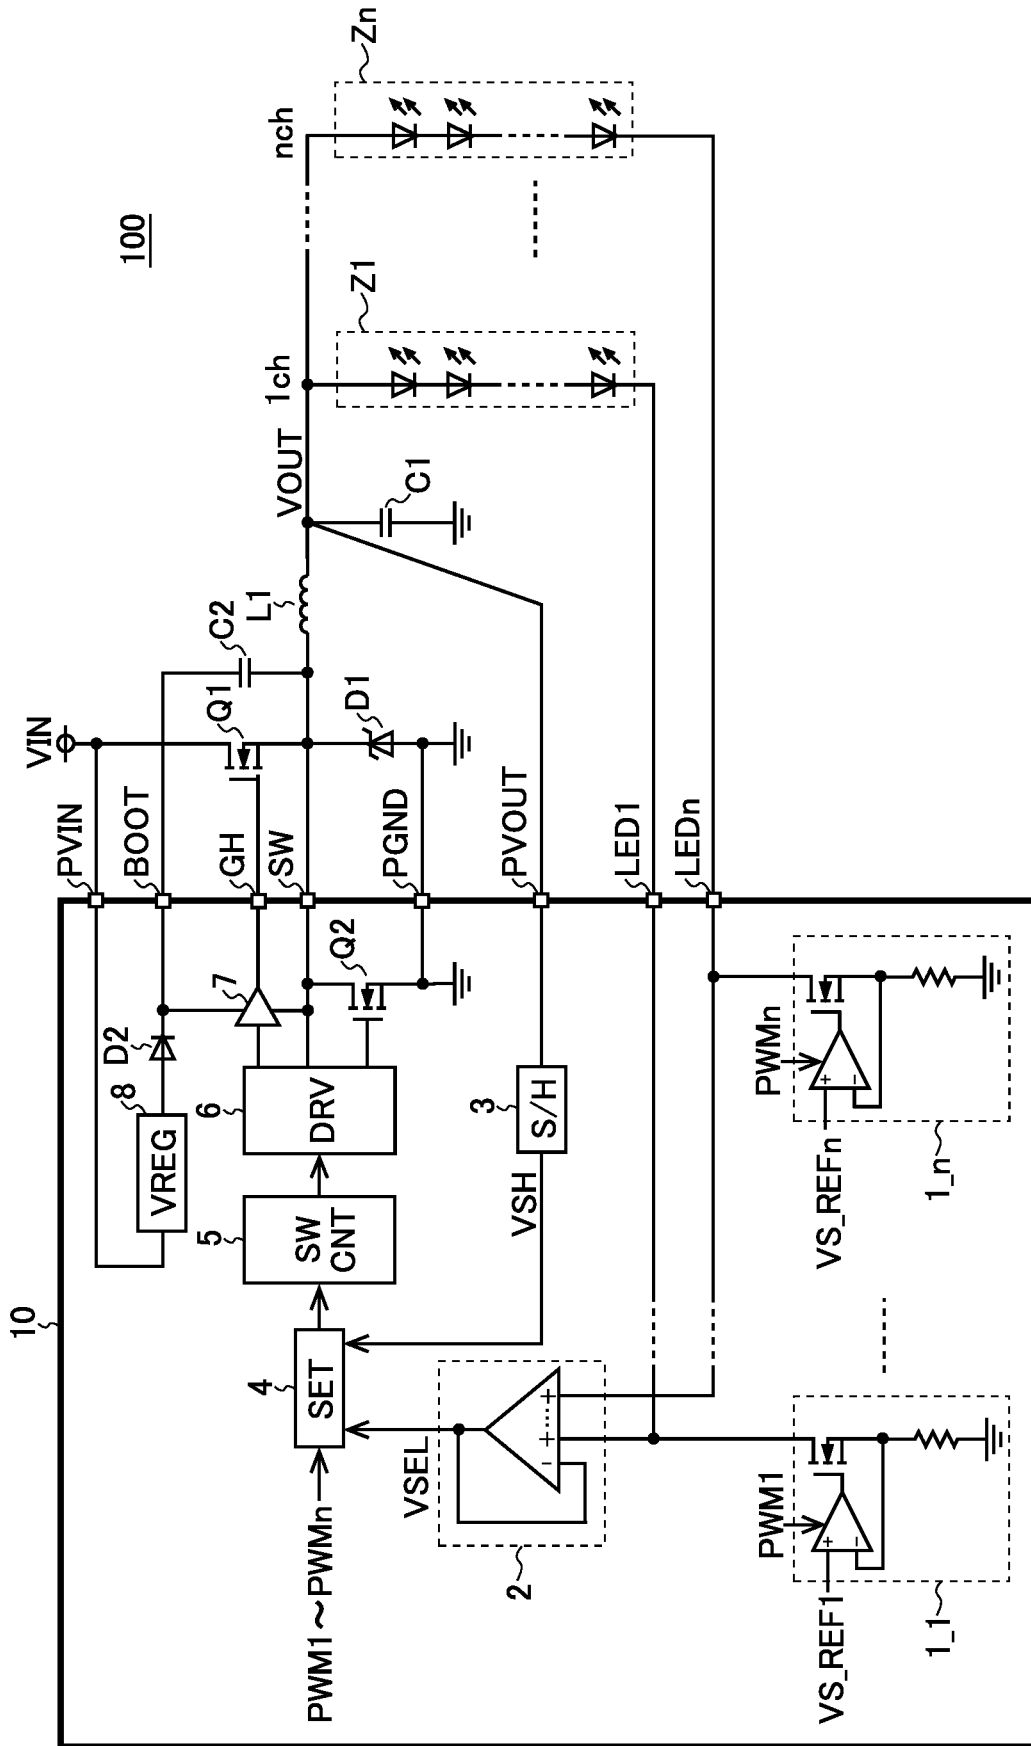 100
10
VIN
PVIN
BOOT
GH
SW
PGND
PVOUT
LED1
LEDn
Q1
C2
L1
D1
VOUT
C1
1ch
nch
Z1
Zn
VREG
8
D2
7
Q2
DRV
6
SW
CNT
5
SET
4
S/H
3
VSH
VSEL
2
+
+
−
PWM1~PWMn
PWM1
VS_REF1
+
−
1_1
PWMn
VS_REFn
+
−
1_n